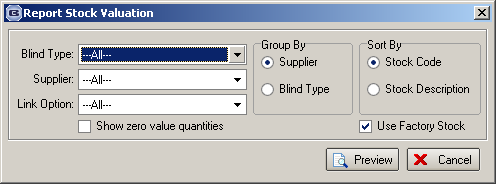 Report Stock Valuation
Blind Type: ---All---
Supplier: ---All---
Link Option: ---All---
Show zero value quantities
Group By
Supplier
Blind Type
Sort By
Stock Code
Stock Description
Use Factory Stock
Preview Cancel